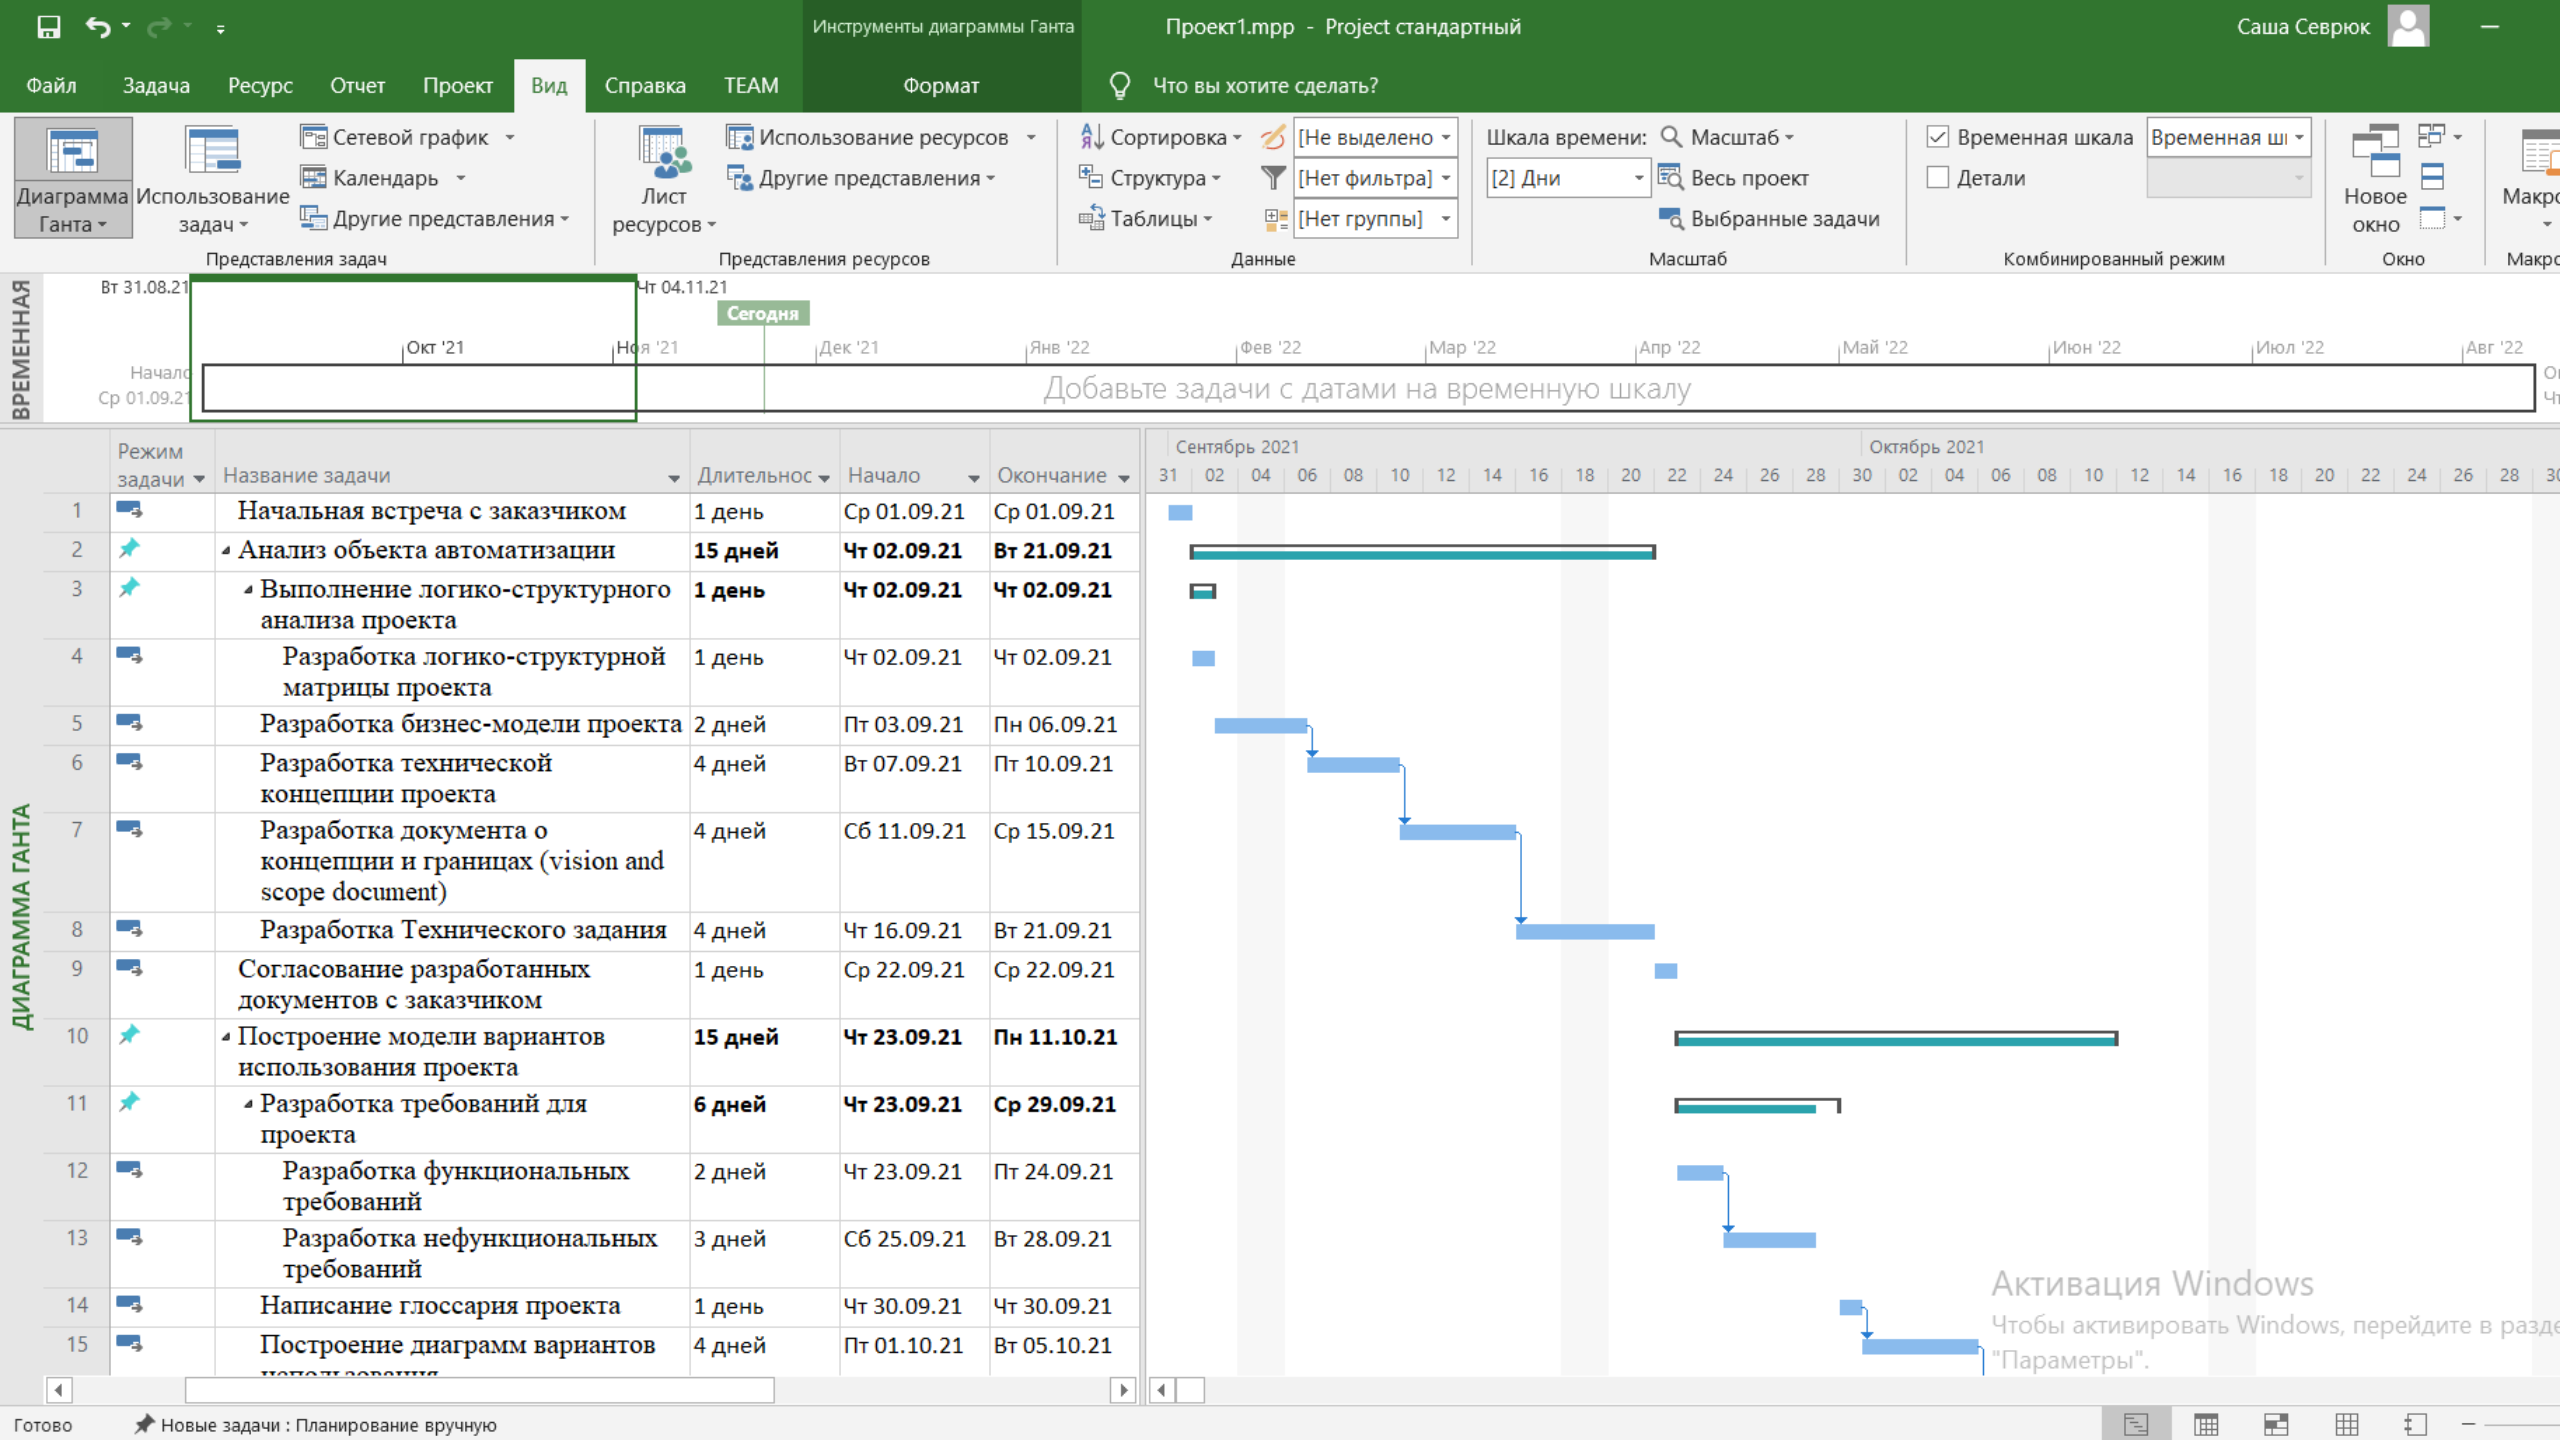 Инструменты диаграммы Ганта
Проект1.mpp - Project стандартный
Саша Севрюк
Файл Задача Ресурс Отчет Проект Вид Справка TEAM Формат Что вы хотите сделать?
Диаграмма Ганта
Использование задач
Сетевой график
Календарь
Другие представления
Представления задач
Лист ресурсов
Использование ресурсов
Другие представления
Представления ресурсов
Сортировка
Структура
Таблицы
[Не выделено
[Нет фильтра]
[Нет группы]
Данные
Шкала времени:
[2] Дни
Масштаб
Весь проект
Выбранные задачи
Масштаб
Временная шкала
Временная ш
Детали
Комбинированный режим
Новое окно
Окно
Макро
Макро
ВРЕМЕННАЯ
Вт 31.08.21
Чт 04.11.21
Сегодня
Окт '21 Ноя '21 Дек '21 Янв '22 Фев '22 Мар '22 Апр '22 Май '22 Июн '22 Июл '22 Авг '22
Начало
Ср 01.09.21
Добавьте задачи с датами на временную шкалу
ДИАГРАММА ГАНТА
Режим задачи Название задачи Длительнос Начало Окончание
Сентябрь 2021 Октябрь 2021
31 02 04 06 08 10 12 14 16 18 20 22 24 26 28 30 02 04 06 08 10 12 14 16 18 20 22 24 26 28 30
1 Начальная встреча с заказчиком 1 день Ср 01.09.21 Ср 01.09.21
2 Анализ объекта автоматизации 15 дней Чт 02.09.21 Вт 21.09.21
3 Выполнение логико-структурного 1 день Чт 02.09.21 Чт 02.09.21
анализа проекта
4 Разработка логико-структурной 1 день Чт 02.09.21 Чт 02.09.21
матрицы проекта
5 Разработка бизнес-модели проекта 2 дней Пт 03.09.21 Пн 06.09.21
6 Разработка технической 4 дней Вт 07.09.21 Пт 10.09.21
концепции проекта
7 Разработка документа о 4 дней Сб 11.09.21 Ср 15.09.21
концепции и границах (vision and
scope document)
8 Разработка Технического задания 4 дней Чт 16.09.21 Вт 21.09.21
9 Согласование разработанных 1 день Ср 22.09.21 Ср 22.09.21
документов с заказчиком
10 Построение модели вариантов 15 дней Чт 23.09.21 Пн 11.10.21
использования проекта
11 Разработка требований для 6 дней Чт 23.09.21 Ср 29.09.21
проекта
12 Разработка функциональных 2 дней Чт 23.09.21 Пт 24.09.21
требований
13 Разработка нефункциональных 3 дней Сб 25.09.21 Вт 28.09.21
требований
14 Написание глоссария проекта 1 день Чт 30.09.21 Чт 30.09.21
15 Построение диаграмм вариантов 4 дней Пт 01.10.21 Вт 05.10.21
использования
Активация Windows
Чтобы активировать Windows, перейдите в разде
"Параметры".
Готово
Новые задачи : Планирование вручную